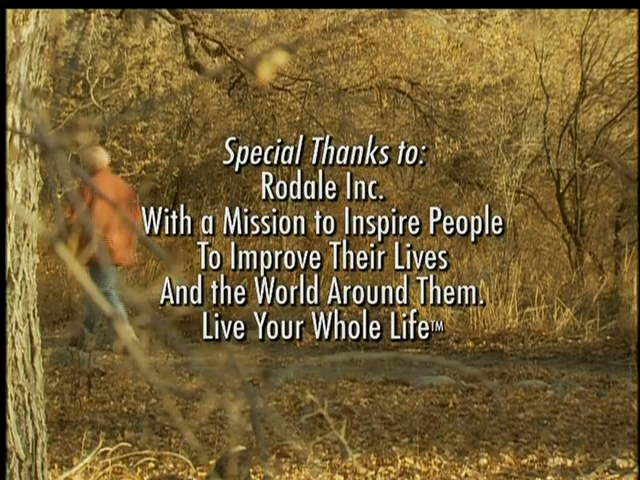 Special Thanks to:
Rodale Inc.
With a Mission to Inspire People
To Improve Their Lives
And the World Around Them.
Live Your Whole Life™